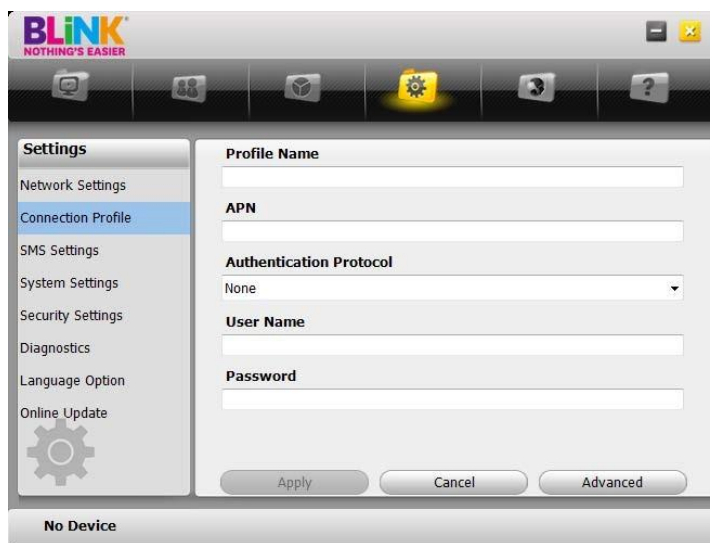 BLiNK
NOTHING'S EASIER
Settings
Network Settings
Connection Profile
SMS Settings
System Settings
Security Settings
Diagnostics
Language Option
Online Update
Profile Name
APN
Authentication Protocol
None
User Name
Password
Apply Cancel Advanced
No Device